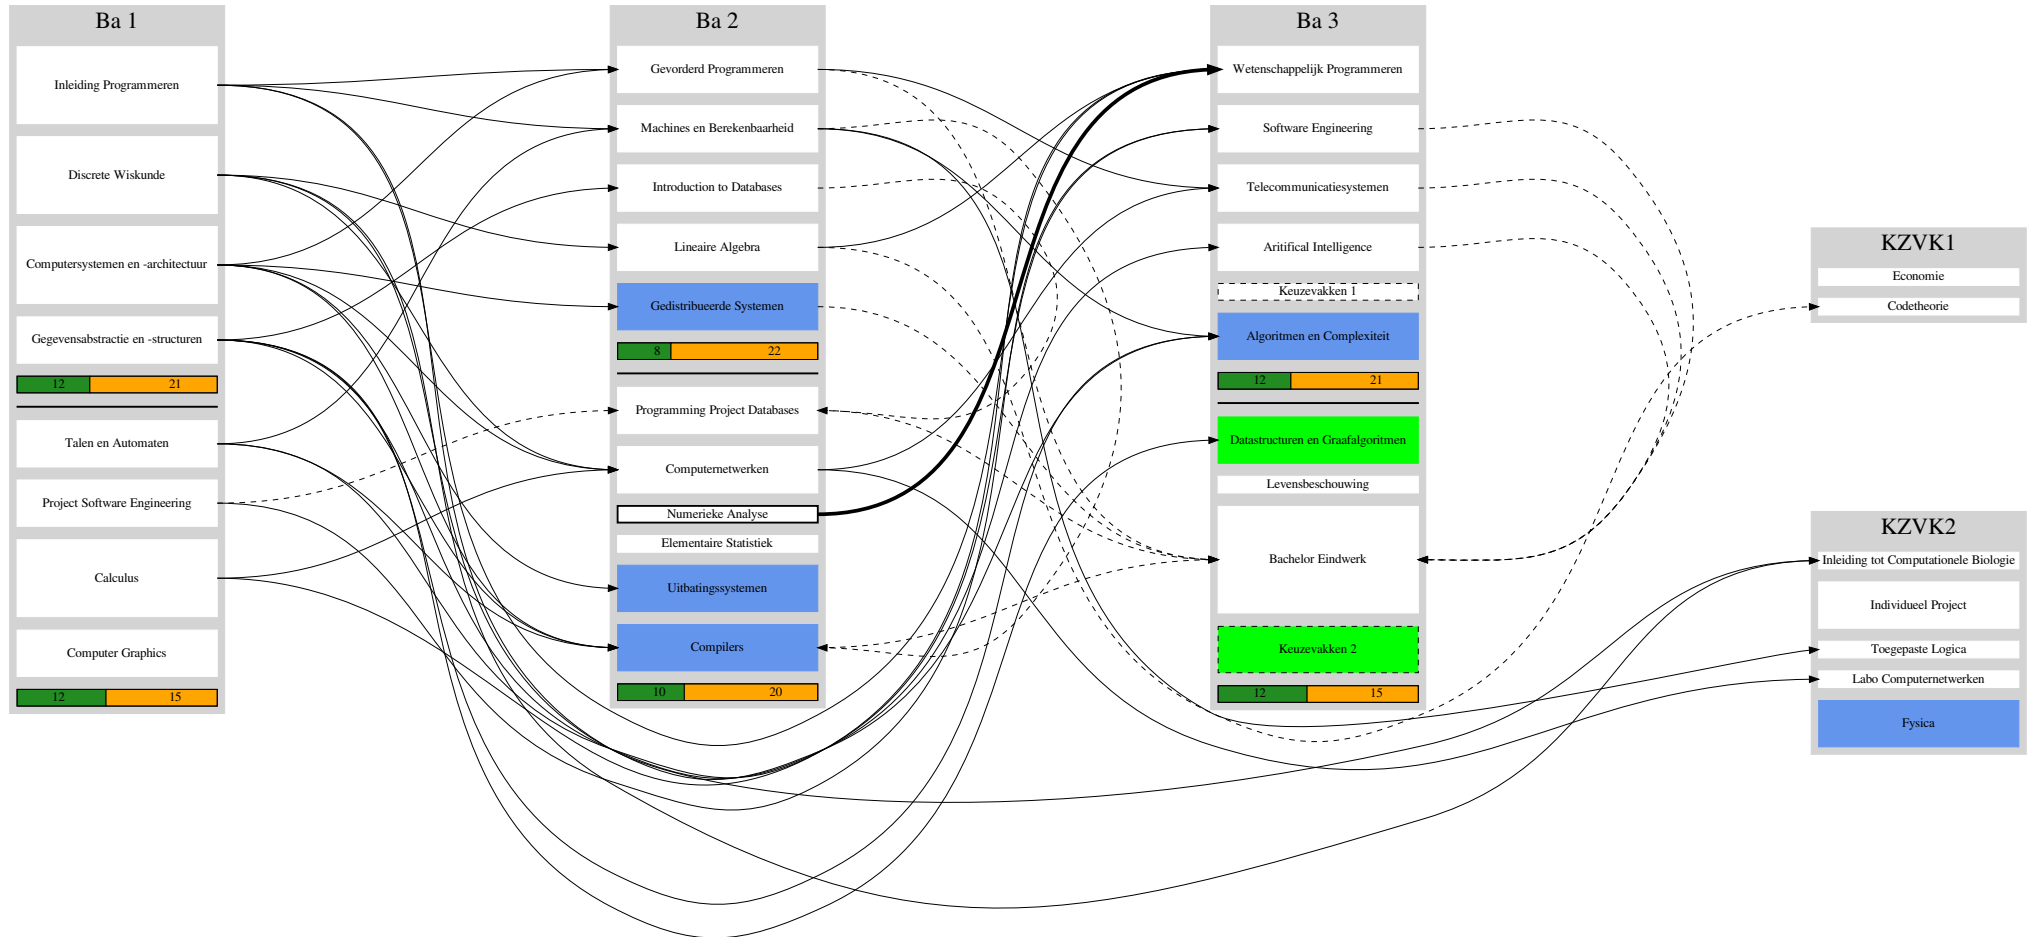 Ba 1
Inleiding Programmeren
Discrete Wiskunde
Computersystemen en -architectuur
Gegevensabstractie en -structuren
12 21
Talen en Automaten
Project Software Engineering
Calculus
Computer Graphics
12 15
Ba 2
Gevorderd Programmeren
Machines en Berekenbaarheid
Introduction to Databases
Lineaire Algebra
Gedistribueerde Systemen
8 22
Programming Project Databases
Computernetwerken
Numerieke Analyse
Elementaire Statistiek
Uitbatingssystemen
Compilers
10 20
Ba 3
Wetenschappelijk Programmeren
Software Engineering
Telecommunicatiesystemen
Aritifical Intelligence
Keuzevakken 1
Algoritmen en Complexiteit
12 21
Datastructuren en Graafalgoritmen
Levensbeschouwing
Bachelor Eindwerk
Keuzevakken 2
12 15
KZVK1
Economie
Codetheorie
KZVK2
Inleiding tot Computationele Biologie
Individueel Project
Toegepaste Logica
Labo Computernetwerken
Fysica